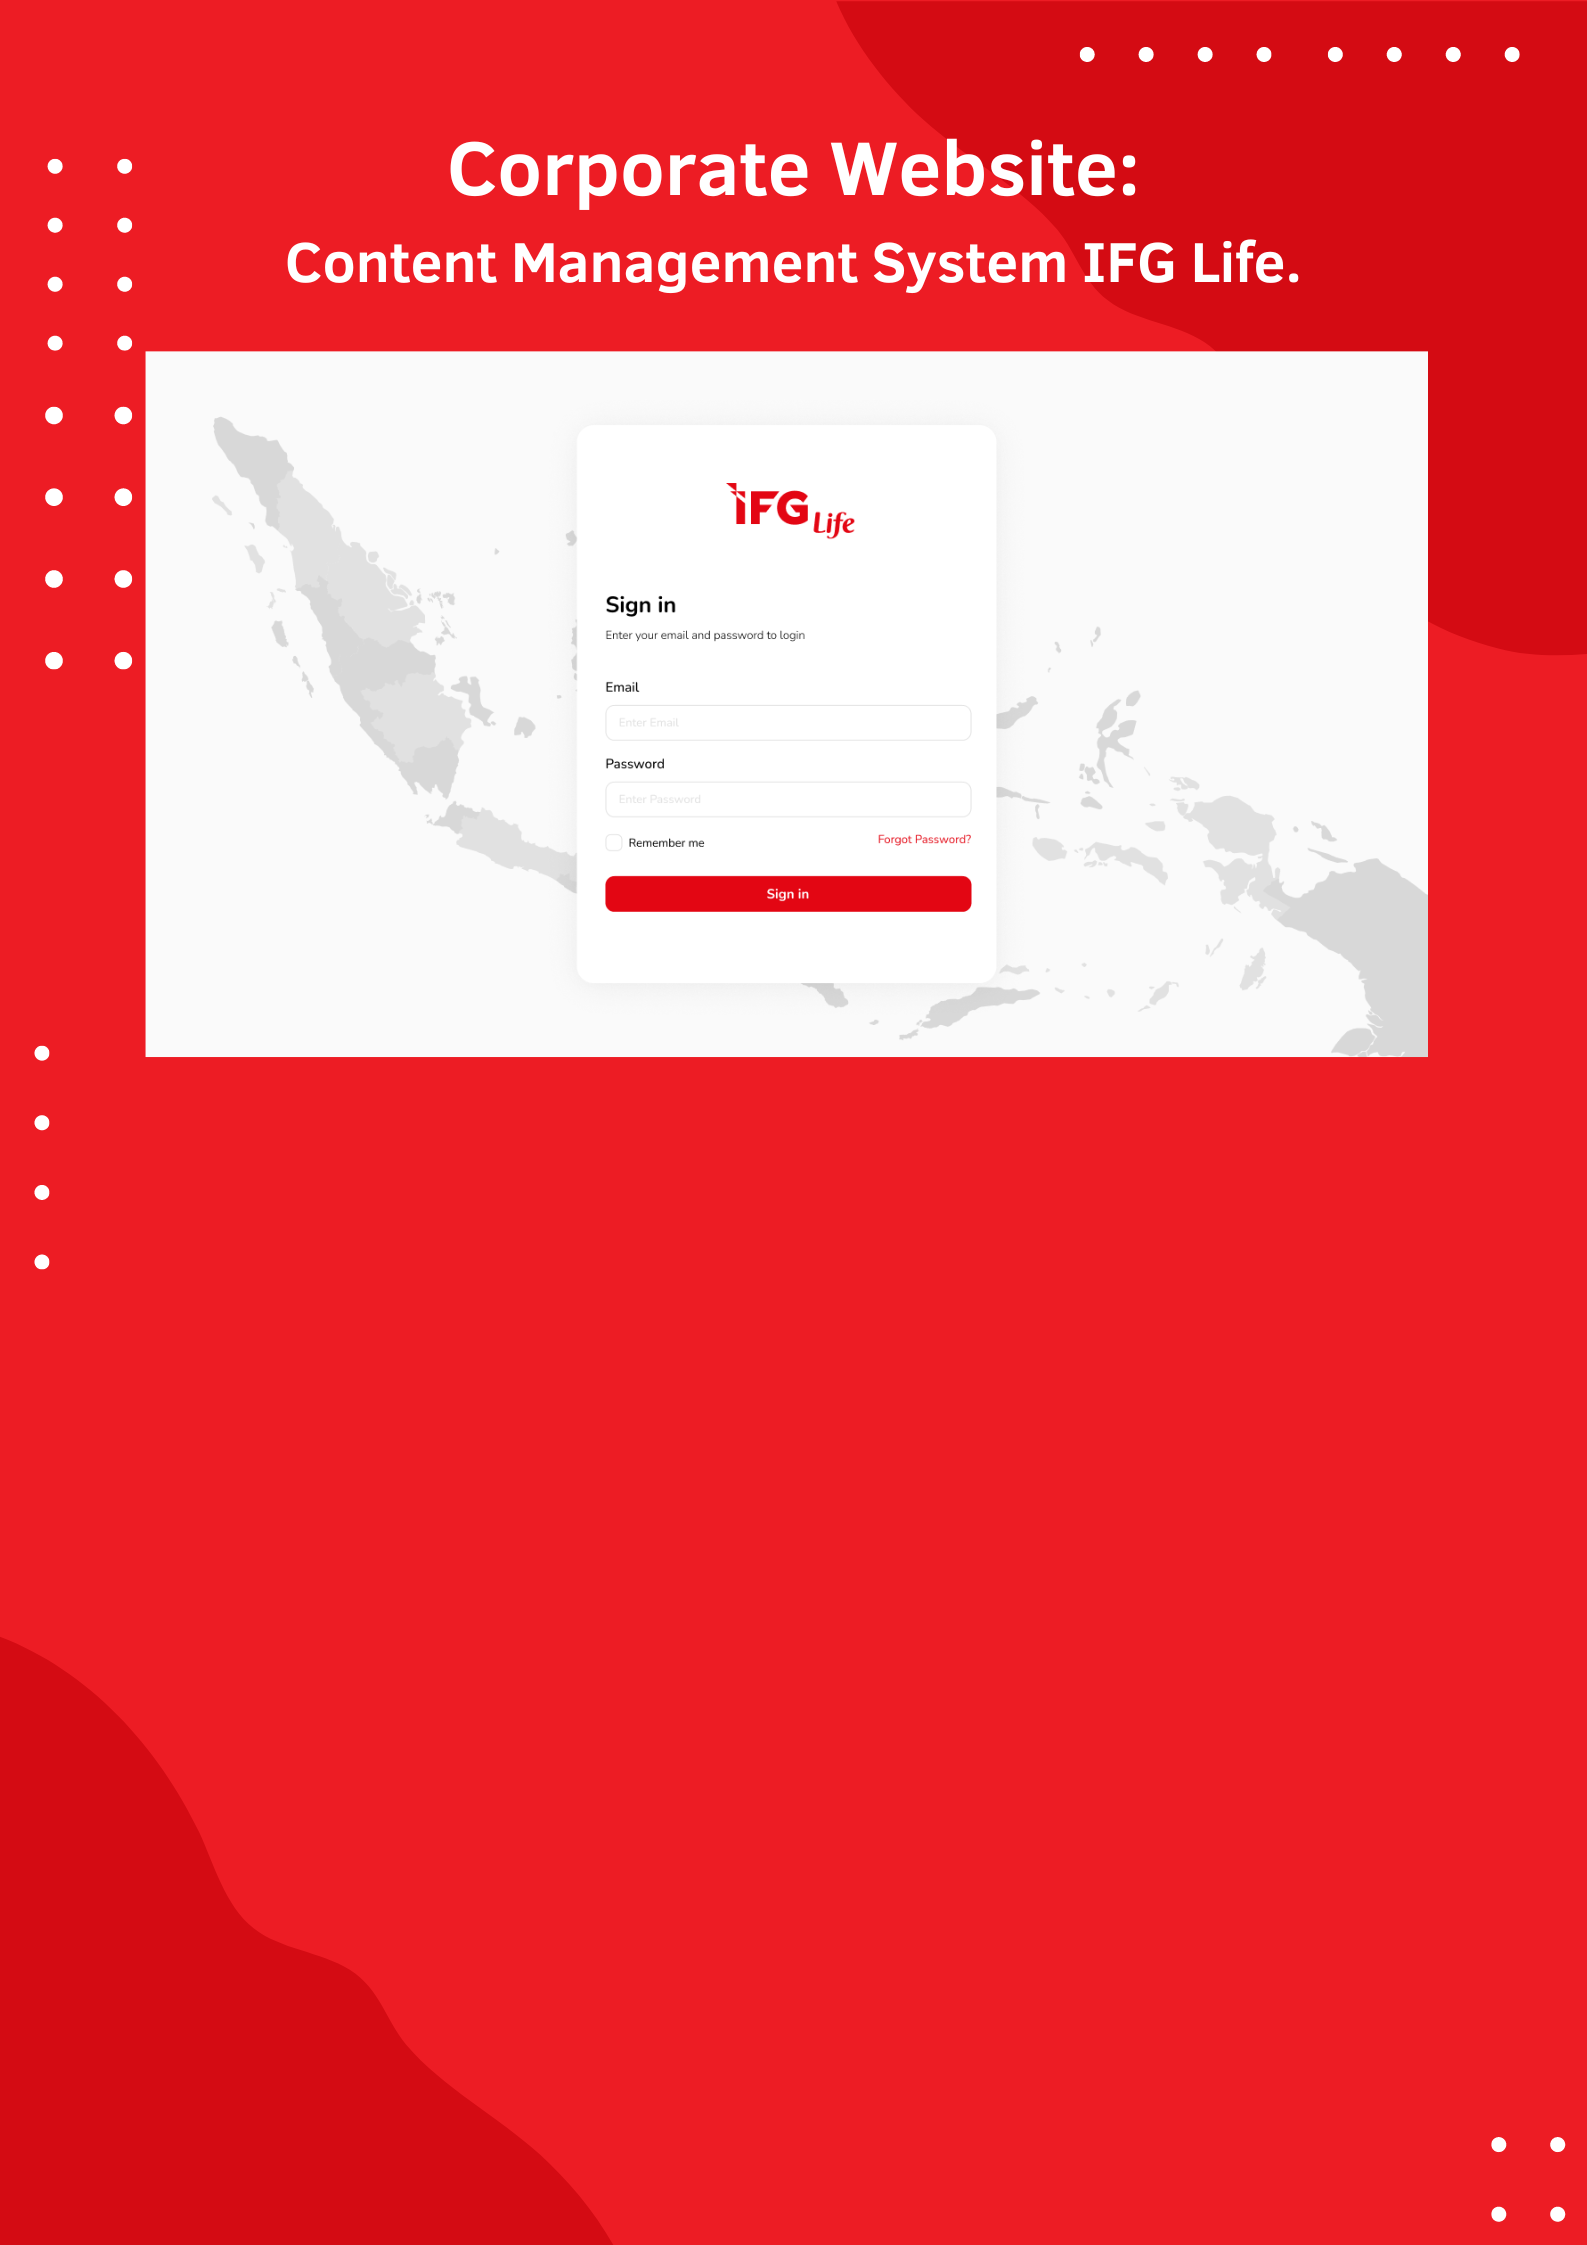 Corporate Website:
Content Management System IFG Life.
IFG Life
Sign in
Enter your email and password to login
Email
Enter Email
Password
Enter Password
Remember me
Forgot Password?
Sign in